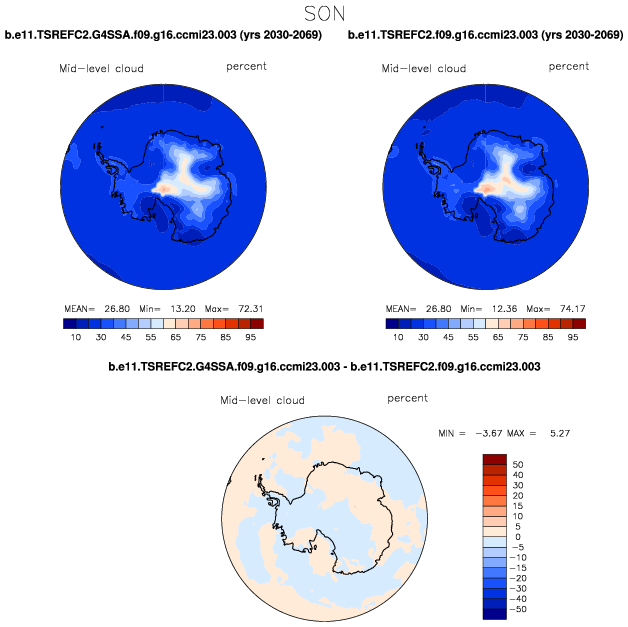 SON
b.e11.TSREFC2.G4SSA.f09.g16.ccmi23.003 (yrs 2030-2069)
b.e11.TSREFC2.f09.g16.ccmi23.003 (yrs 2030-2069)
Mid-level cloud percent
Mid-level cloud percent
MEAN= 26.80 Min= 13.20 Max= 72.31
MEAN= 26.80 Min= 12.36 Max= 74.17
10 30 45 55 65 75 85 95
10 30 45 55 65 75 85 95
b.e11.TSREFC2.G4SSA.f09.g16.ccmi23.003 - b.e11.TSREFC2.f09.g16.ccmi23.003
Mid-level cloud percent
MIN = -3.67 MAX = 5.27
50
40
30
20
15
10
5
0
-5
-10
-15
-20
-30
-40
-50